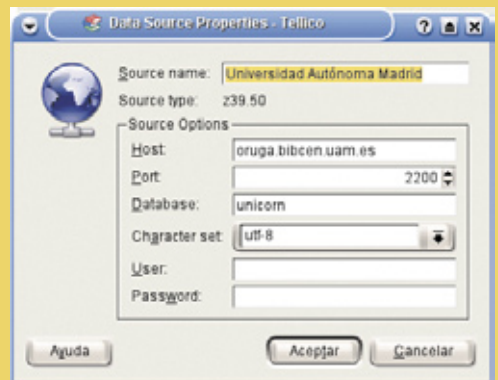 Data Source Properties - Tellico
Source name: Universidad Autónoma Madrid
Source type: z39.50
Source Options
Host: oruga.bibcen.uam.es
Port: 2200
Database: unicorn
Character set: utf-8
User:
Password:
Ayuda Aceptar Cancelar